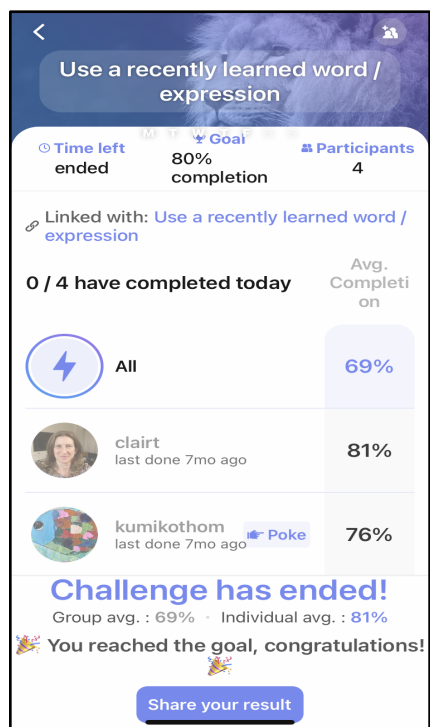 Use a recently learned word /
expression
M T W T F
Time left
ended
Goal
80%
completion
Participants
4
Linked with: Use a recently learned word /
expression
0 / 4 have completed today
Avg.
Completi
on
All
69%
clairt
last done 7mo ago
81%
kumikothom
last done 7mo ago
Poke
76%
Challenge has ended!
Group avg. : 69% · Individual avg. : 81%
🎉 You reached the goal, congratulations!
🎉
Share your result